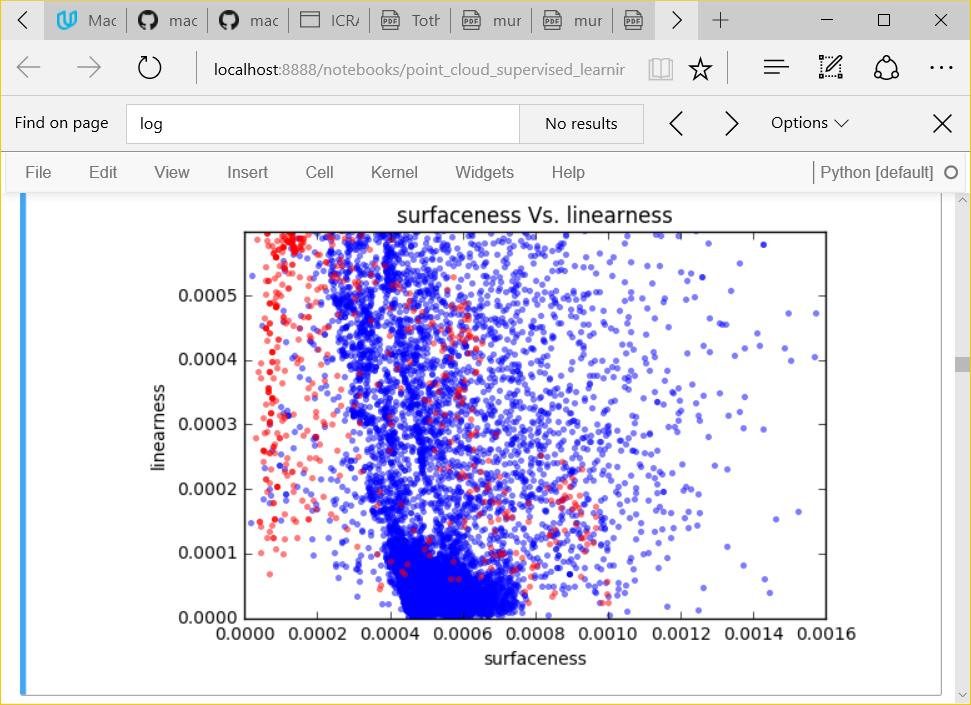 Mac
mac
mac
ICRA
Toth
mur
mur
localhost:8888/notebooks/point_cloud_supervised_learnir
Find on page
log
No results
Options
File Edit View Insert Cell Kernel Widgets Help Python [default]
surfaceness Vs. linearness
0.0005
0.0004
0.0003
0.0002
0.0001
0.0000
linearness
0.0000 0.0002 0.0004 0.0006 0.0008 0.0010 0.0012 0.0014 0.0016
surfaceness